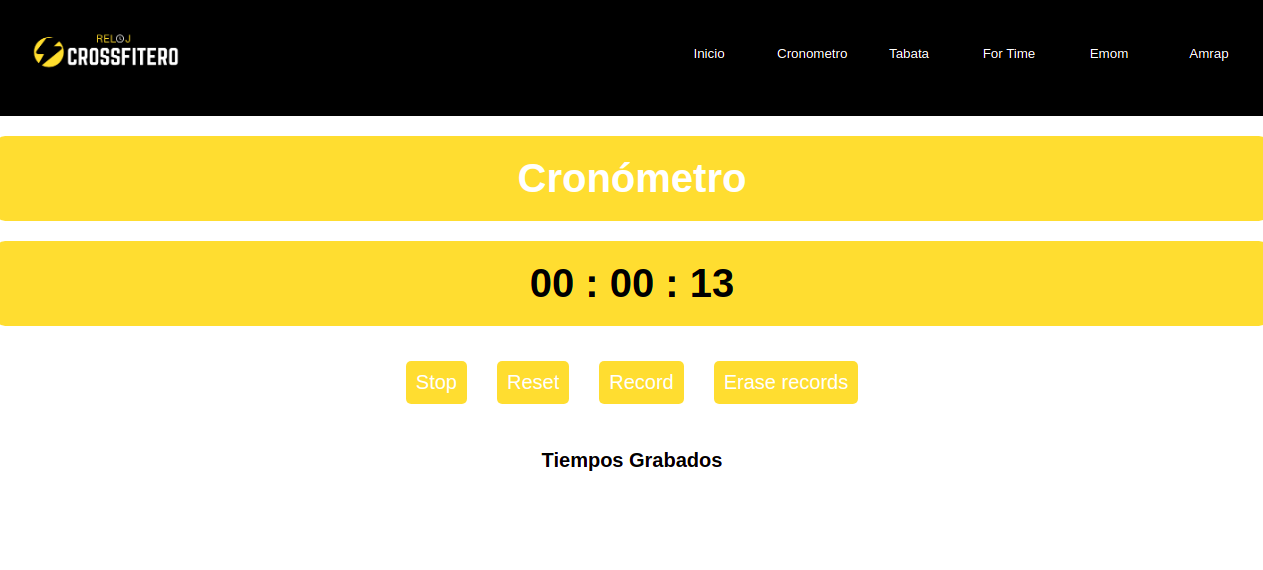 RELOJ
CROSSFITERO
Inicio Cronometro Tabata For Time Emom Amrap
Cronómetro
00 : 00 : 13
Stop Reset Record Erase records
Tiempos Grabados